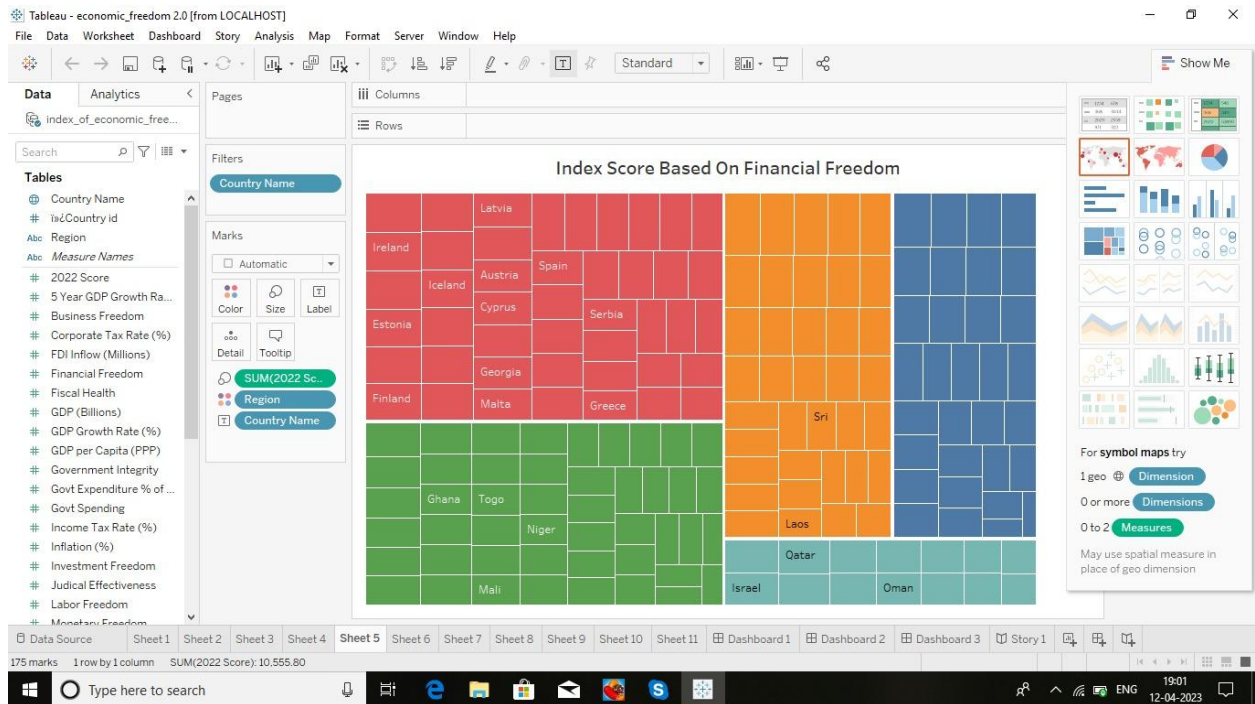 Tableau - economic_freedom 2.0 [from LOCALHOST]
File Data Worksheet Dashboard Story Analysis Map Format Server Window Help
Standard
Show Me
Data Analytics
index_of_economic_free...
Search
Tables
Country Name
ï»¿Country id
Abc Region
Abc Measure Names
# 2022 Score
# 5 Year GDP Growth Ra...
# Business Freedom
# Corporate Tax Rate (%)
# FDI Inflow (Millions)
# Financial Freedom
# Fiscal Health
# GDP (Billions)
# GDP Growth Rate (%)
# GDP per Capita (PPP)
# Government Integrity
# Govt Expenditure % of ...
# Govt Spending
# Income Tax Rate (%)
# Inflation (%)
# Investment Freedom
# Judical Effectiveness
# Labor Freedom
# Monetary Freedom
Pages
Filters
Country Name
Marks
Automatic
Color Size Label
Detail Tooltip
SUM(2022 Sc..
Region
Country Name
Columns
Rows
Index Score Based On Financial Freedom
Latvia
Ireland
Spain
Austria
Iceland
Cyprus
Serbia
Estonia
Georgia
Finland
Malta
Greece
Ghana
Togo
Niger
Mali
Sri
Laos
Qatar
Israel
Oman
For symbol maps try
1 geo Dimension
0 or more Dimensions
0 to 2 Measures
May use spatial measure in
place of geo dimension
Data Source Sheet 1 Sheet 2 Sheet 3 Sheet 4 Sheet 5 Sheet 6 Sheet 7 Sheet 8 Sheet 9 Sheet 10 Sheet 11 Dashboard 1 Dashboard 2 Dashboard 3 Story 1
175 marks 1 row by 1 column SUM(2022 Score): 10,555.80
Type here to search
ENG
19:01
12-04-2023